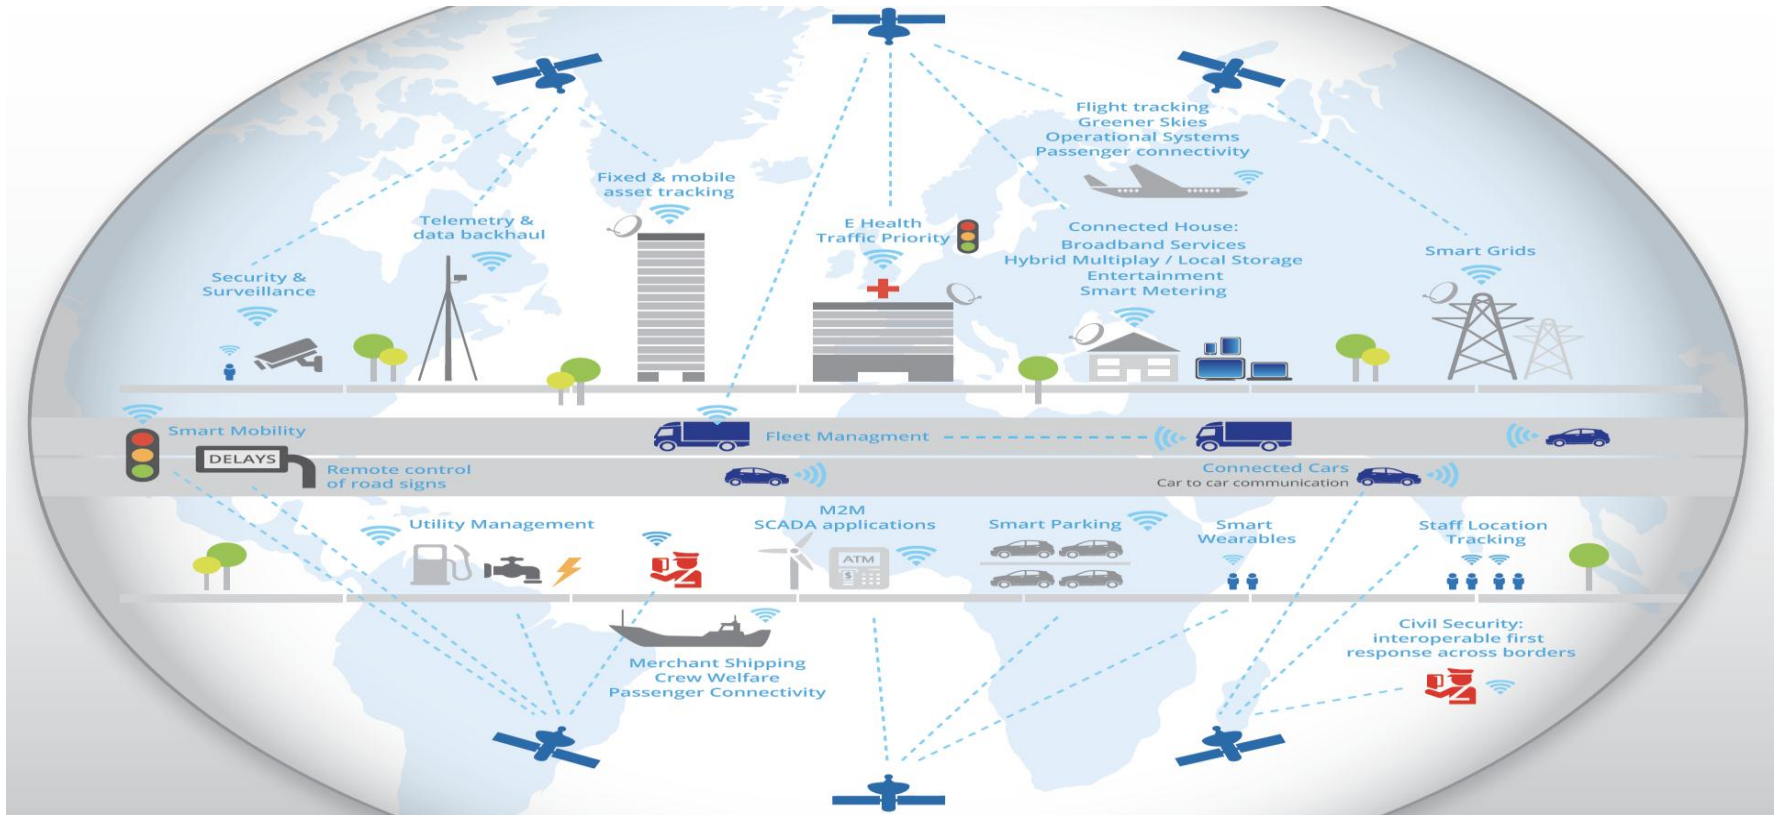 Flight tracking
Greener Skies
Operational Systems
Passenger connectivity
Fixed & mobile
asset tracking
Telemetry &
data backhaul
E Health
Traffic Priority
Connected House:
Broadband Services
Hybrid Multiplay / Local Storage
Entertainment
Smart Metering
Smart Grids
Security &
Surveillance
Smart Mobility
Fleet Managment
DELAYS
Remote control
of road signs
Connected Cars
Car to car communication
Utility Management
M2M
SCADA applications
ATM
$
Smart Parking
Smart
Wearables
Staff Location
Tracking
Merchant Shipping
Crew Welfare
Passenger Connectivity
Civil Security:
interoperable first
response across borders